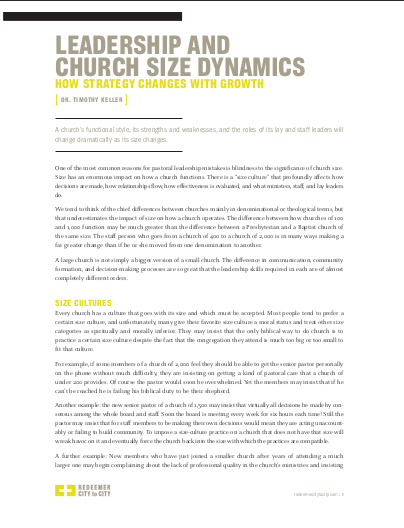 LEADERSHIP AND
CHURCH SIZE DYNAMICS
HOW STRATEGY CHANGES WITH GROWTH
[ DR. TIMOTHY KELLER ]
A church's functional style, its strengths and weaknesses, and the roles of its lay and staff leaders will
change dramatically as its size changes.
One of the most common reasons for pastoral leadership mistakes is blindness to the significance of church size.
Size has an enormous impact on how a church functions. There is a "size culture" that profoundly affects how
decisions are made, how relationships flow, how effectiveness is evaluated, and what ministers, staff, and lay leaders
do.
We tend to think of the chief differences between churches mainly in denominational or theological terms, but
that underestimates the impact of size on how a church operates. The difference between how churches of 100
and 1,000 function may be much greater than the difference between a Presbyterian and a Baptist church of
the same size. The staff person who goes from a church of 400 to a church of 2,000 is in many ways making a
far greater change than if he or she moved from one denomination to another.
A large church is not simply a bigger version of a small church. The difference in communication, community
formation, and decision-making processes are so great that the leadership skills required in each are of almost
completely different orders.
SIZE CULTURES
Every church has a culture that goes with its size and which must be accepted. Most people tend to prefer a
certain size culture, and unfortunately, many give their favorite size culture a moral status and treat other size
categories as spiritually and morally inferior. They may insist that the only biblical way to do church is to
practice a certain size culture despite the fact that the congregation they attend is much too big or too small to
fit that culture.
For example, if some members of a church of 2,000 feel they should be able to get the senior pastor personally
on the phone without much difficulty, they are insisting on getting a kind of pastoral care that a church of
under 200 provides. Of course the pastor would soon be overwhelmed. Yet the members may insist that if he
can't be reached he is failing his biblical duty to be their shepherd.
Another example: the new senior pastor of a church of 1,500 may insist that virtually all decisions be made by con-
sensus among the whole board and staff. Soon the board is meeting every week for six hours each time! Still the
pastor may insist that for staff members to be making their own decisions would mean they are acting unaccount-
ably or failing to build community. To impose a size-culture practice on a church that does not have that size will
wreak havoc on it and eventually force the church back into the size with which the practices are compatible.
A further example: New members who have just joined a smaller church after years of attending a much
larger one may begin complaining about the lack of professional quality in the church's ministries and insisting
REDEEMER
CITY to CITY
redeemercitytocity.com | 1